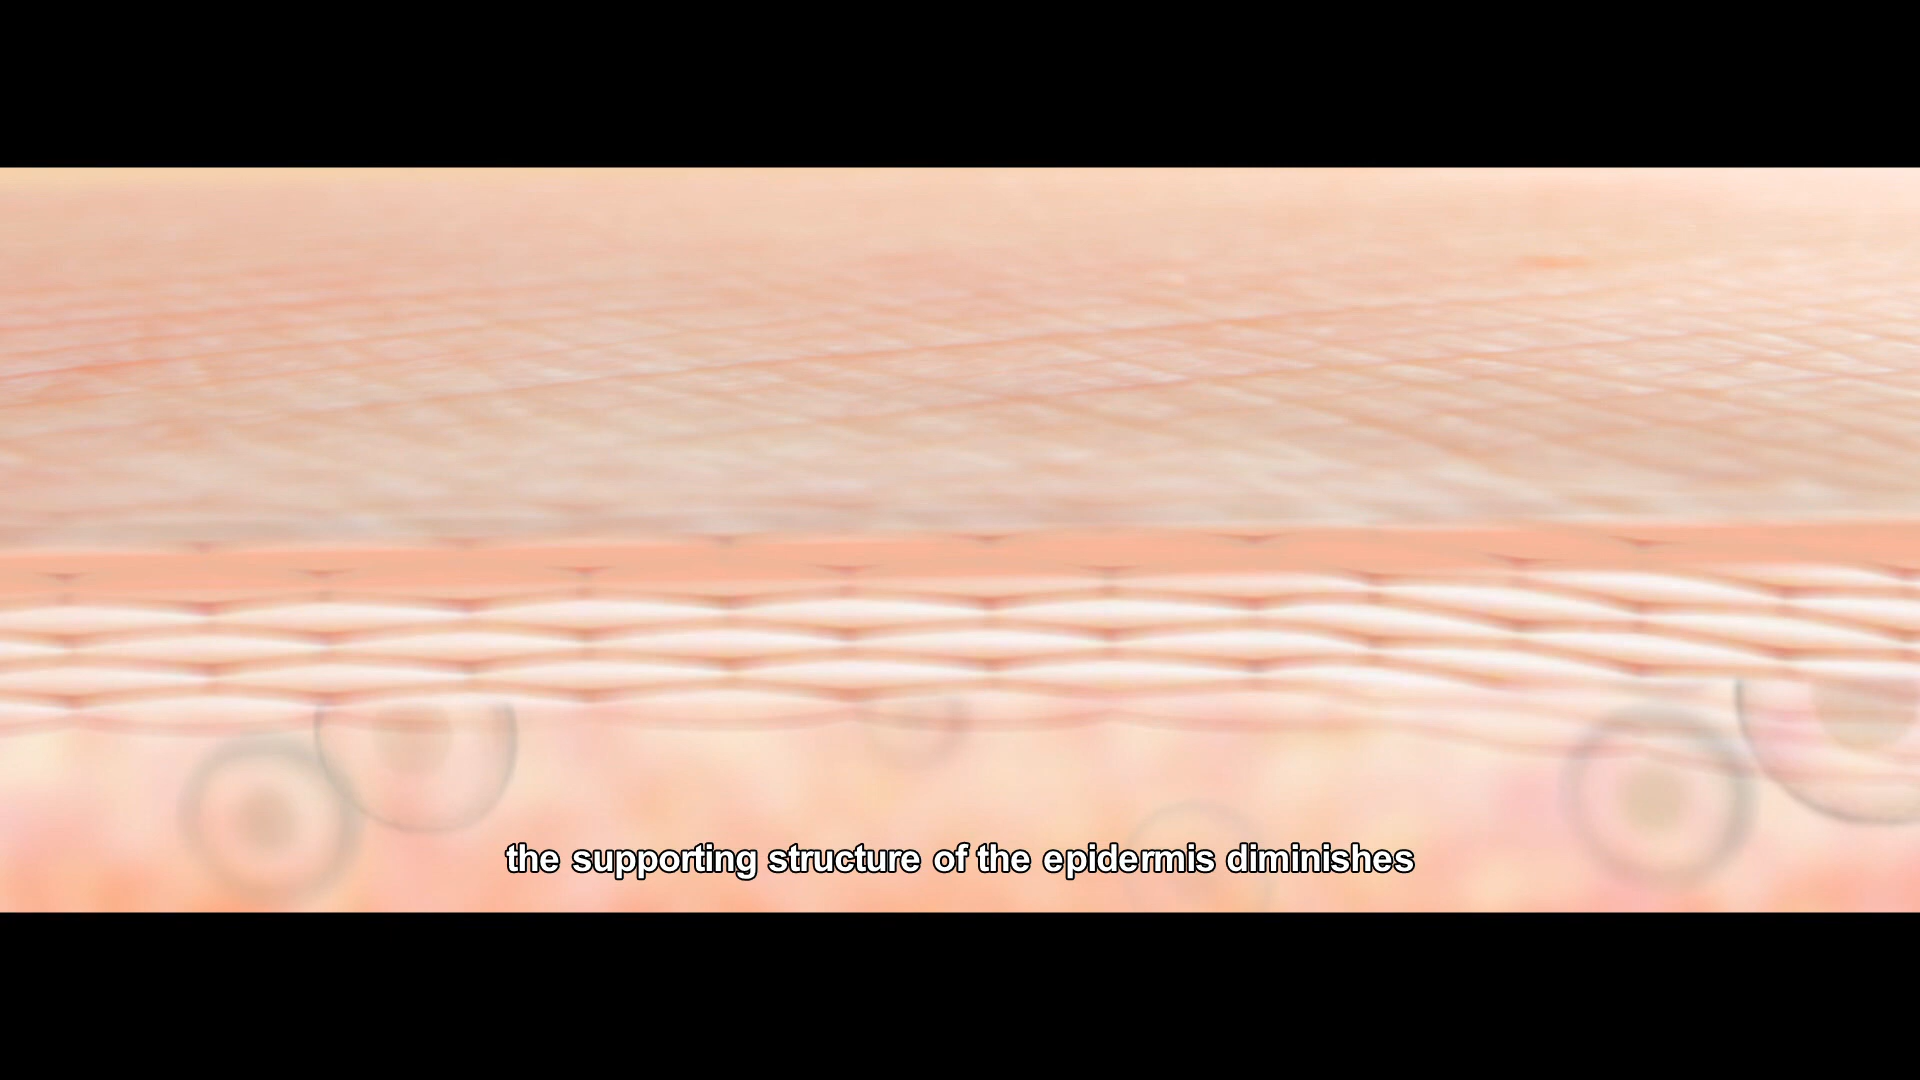 the supporting structure of the epidermis diminishes